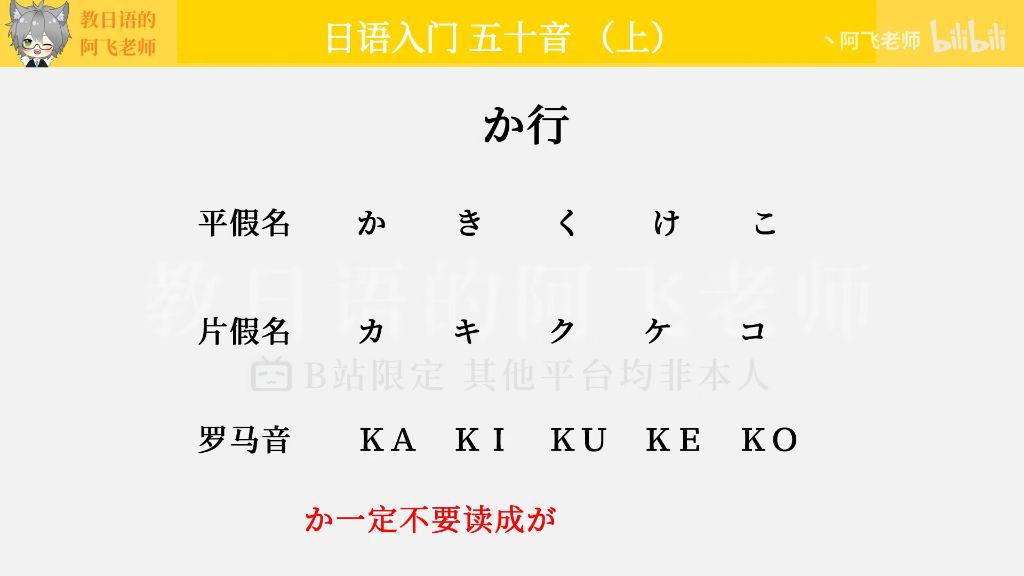 教日语的
阿飞老师
日语入门 五十音 （上）
丶阿飞老师 bilibili
か行
平假名 か き く け こ
教日语的阿飞老师
片假名 カ キ ク ケ コ
B站限定 其他平台均非本人
罗马音 KA KI KU KE KO
か一定不要读成が